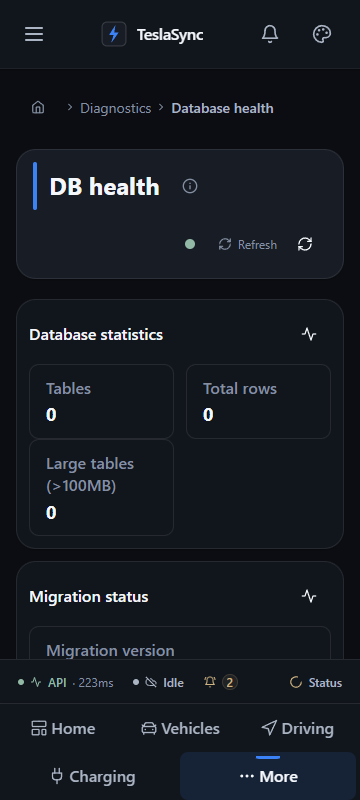 TeslaSync
Diagnostics
Database health
DB health
Refresh
Database statistics
Tables
0
Total rows
0
Large tables
(>100MB)
0
Migration status
Migration version
API · 223ms
Idle
2
Status
Home
Vehicles
Driving
Charging
More